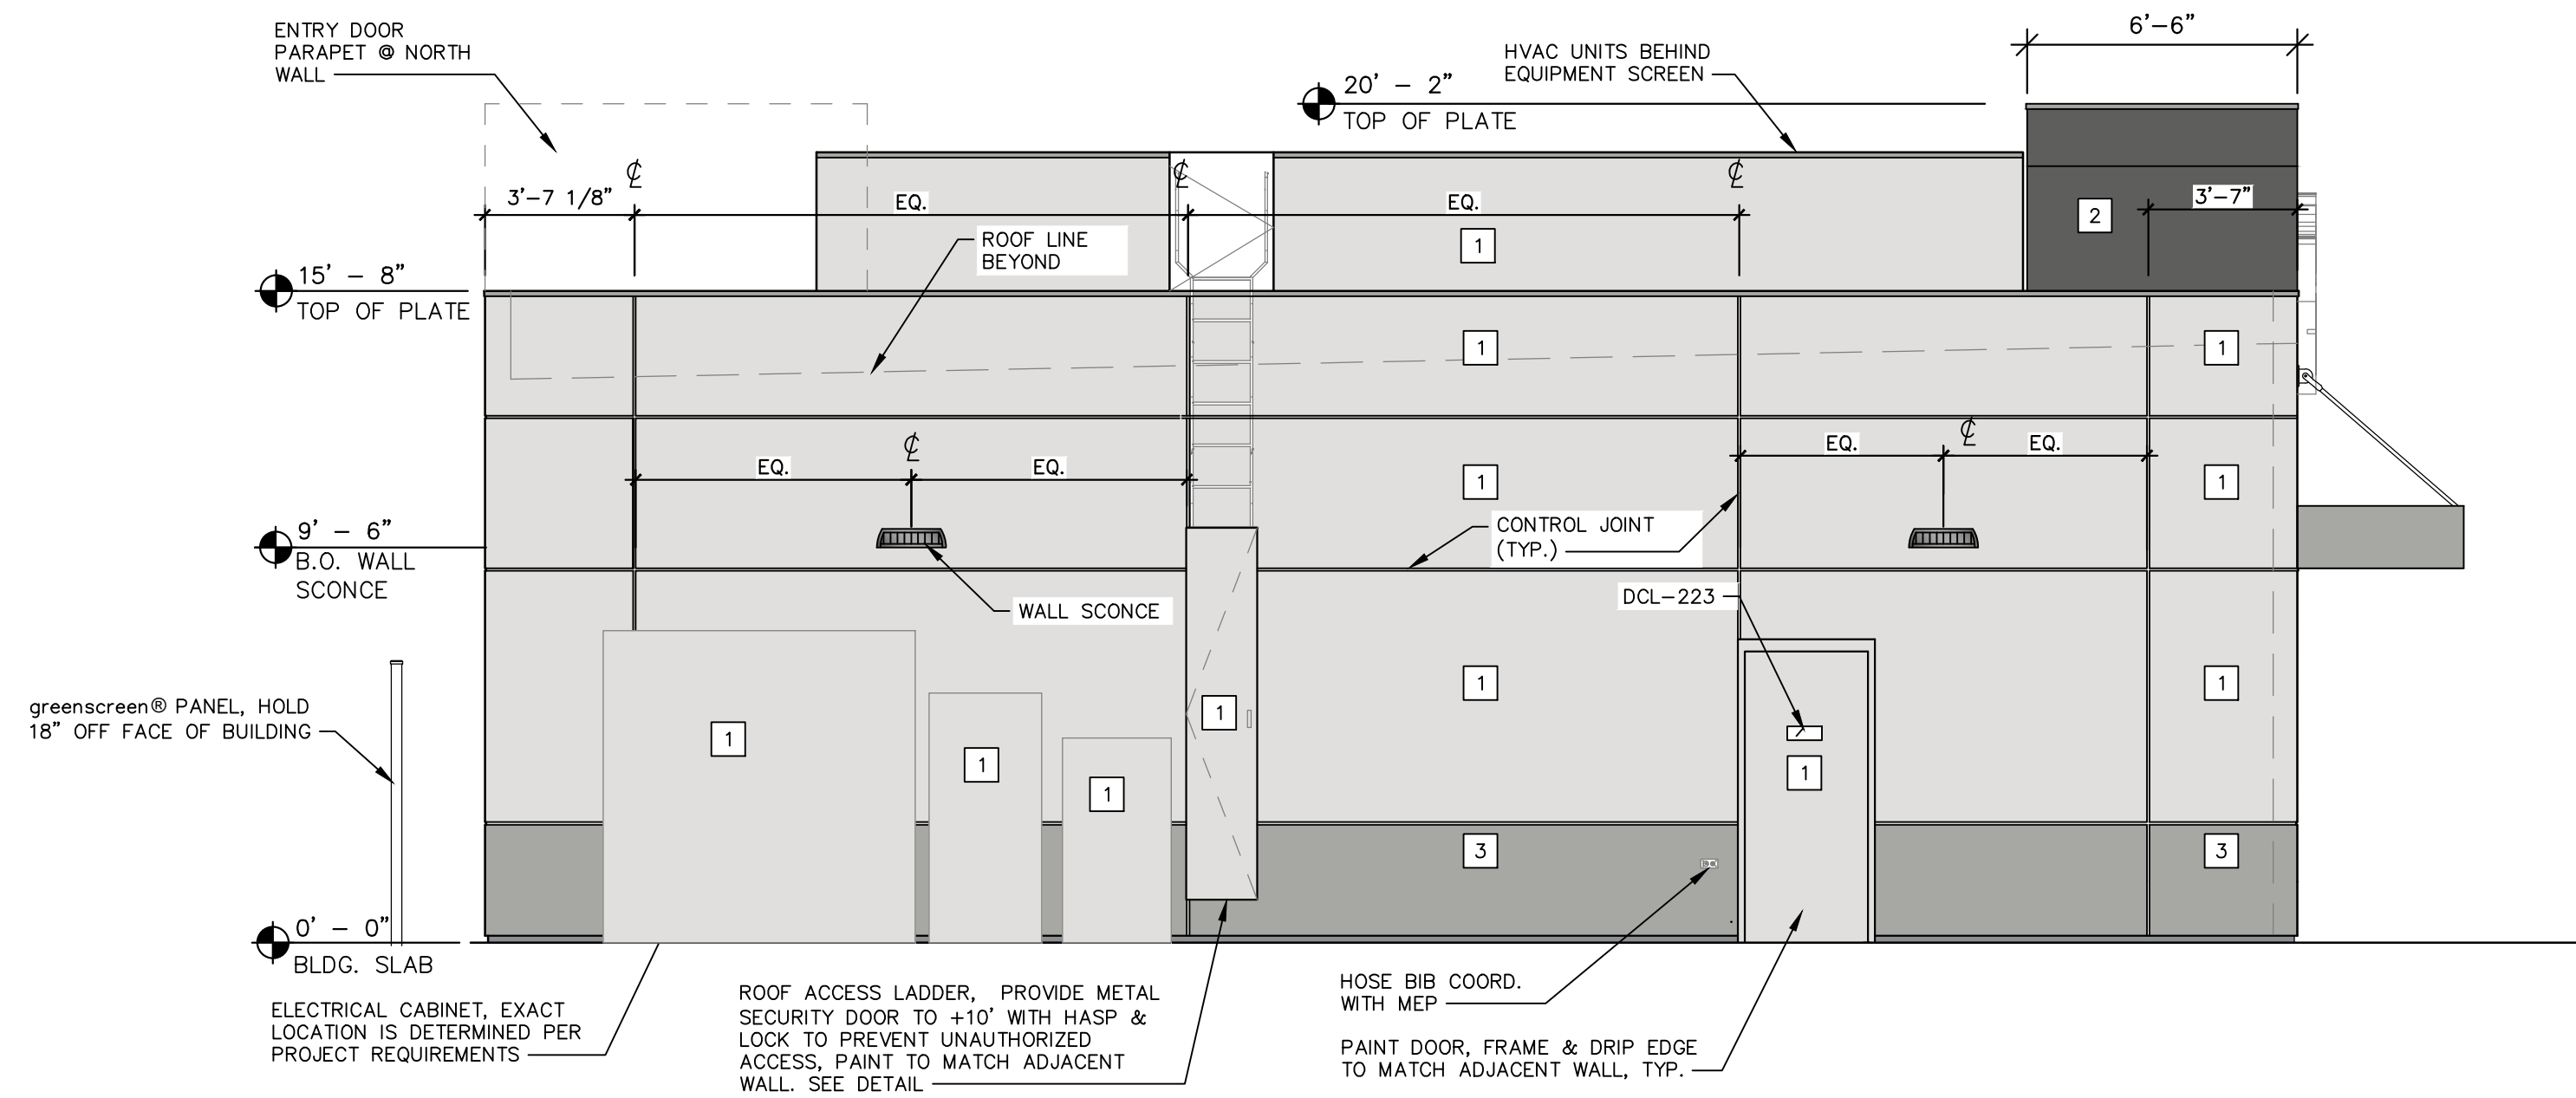 ENTRY DOOR
PARAPET @ NORTH
WALL
HVAC UNITS BEHIND
EQUIPMENT SCREEN
6'-6"
20' - 2"
TOP OF PLATE
℄
℄
℄
3'-7 1/8"
EQ.
EQ.
3'-7"
2
1
ROOF LINE
BEYOND
15' - 8"
TOP OF PLATE
1
1
℄
℄
EQ.
EQ.
EQ.
EQ.
1
1
9' - 6"
B.O. WALL
SCONCE
CONTROL JOINT
(TYP.)
DCL-223
WALL SCONCE
1
1
greenscreen® PANEL, HOLD
18" OFF FACE OF BUILDING
1
1
1
1
1
3
3
0' - 0"
BLDG. SLAB
ELECTRICAL CABINET, EXACT
LOCATION IS DETERMINED PER
PROJECT REQUIREMENTS
ROOF ACCESS LADDER, PROVIDE METAL
SECURITY DOOR TO +10' WITH HASP &
LOCK TO PREVENT UNAUTHORIZED
ACCESS, PAINT TO MATCH ADJACENT
WALL. SEE DETAIL
HOSE BIB COORD.
WITH MEP
PAINT DOOR, FRAME & DRIP EDGE
TO MATCH ADJACENT WALL, TYP.